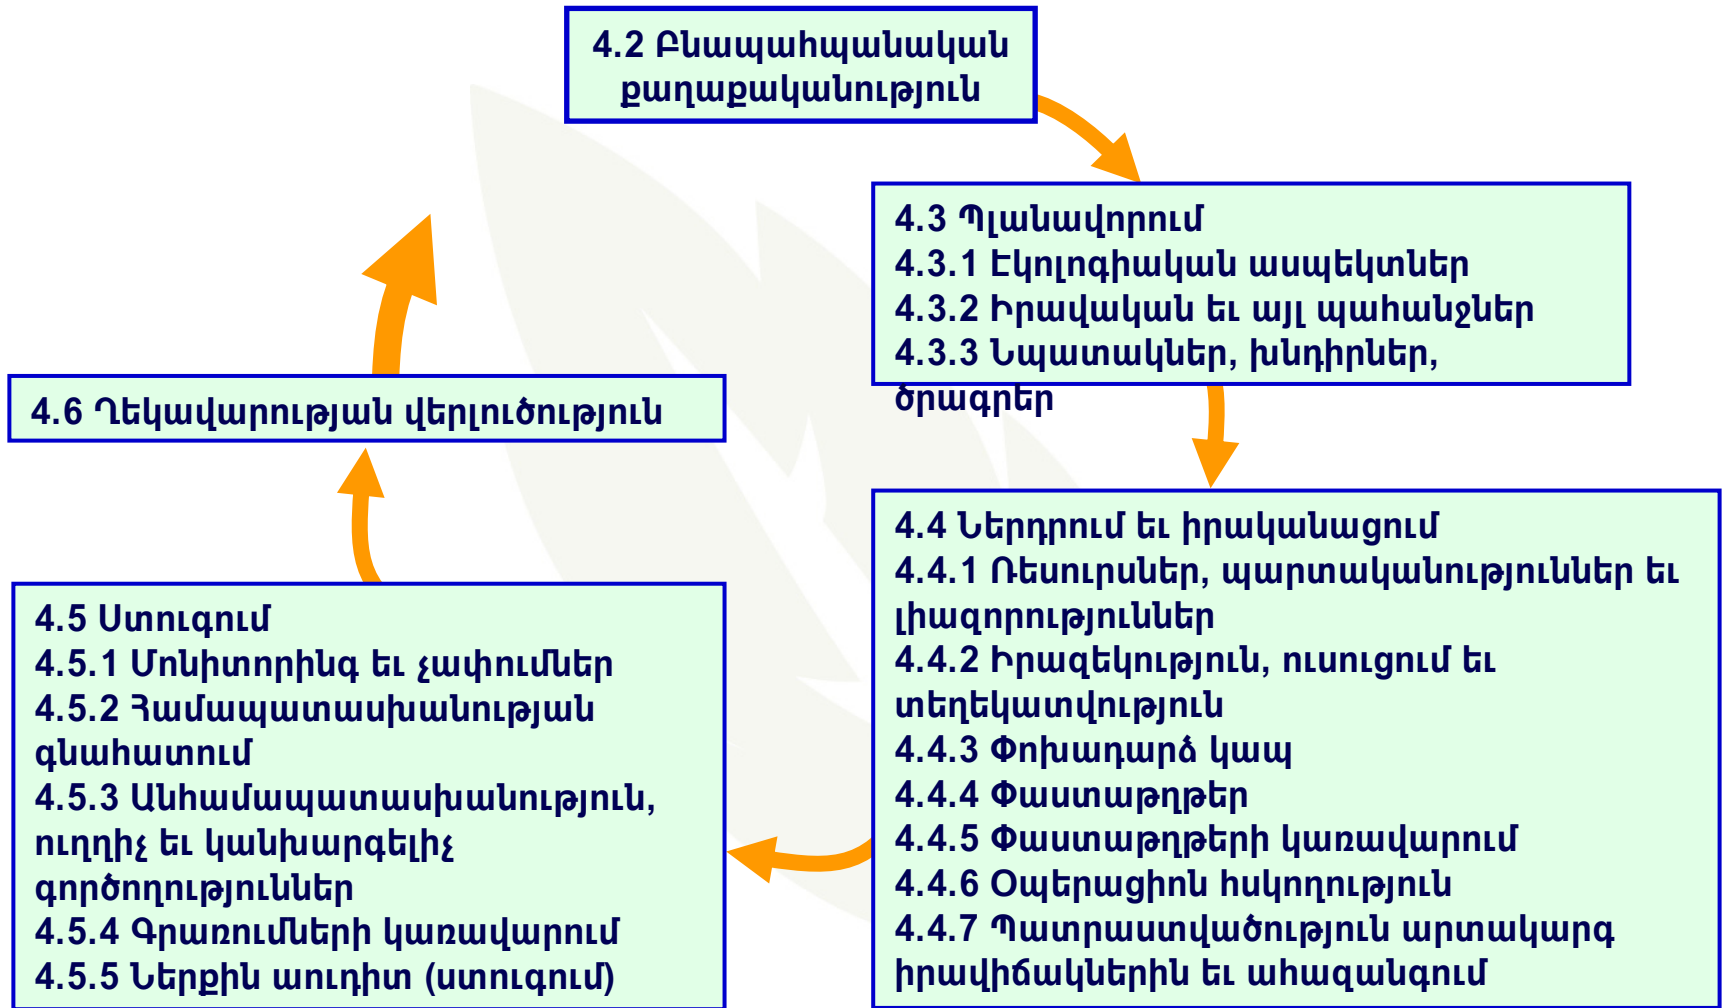 4.2 Բնապահպանական
քաղաքականություն
4.3 Պլանավորում
4.3.1 Էկոլոգիական ասպեկտներ
4.3.2 Իրավական եւ այլ պահանջներ
4.3.3 Նպատակներ, խնդիրներ,
ծրագրեր
4.4 Ներդրում եւ իրականացում
4.4.1 Ռեսուրսներ, պարտականություններ եւ
լիազորություններ
4.4.2 Իրազեկություն, ուսուցում եւ
տեղեկատվություն
4.4.3 Փոխադարձ կապ
4.4.4 Փաստաթղթեր
4.4.5 Փաստաթղթերի կառավարում
4.4.6 Օպերացիոն հսկողություն
4.4.7 Պատրաստվածություն արտակարգ
իրավիճակներին եւ ահազանգում
4.5 Ստուգում
4.5.1 Մոնիտորինգ եւ չափումներ
4.5.2 Համապատասխանության
գնահատում
4.5.3 Անհամապատասխանություն,
ուղղիչ եւ կանխարգելիչ
գործողություններ
4.5.4 Գրառումների կառավարում
4.5.5 Ներքին աուդիտ (ստուգում)
4.6 Ղեկավարության վերլուծություն